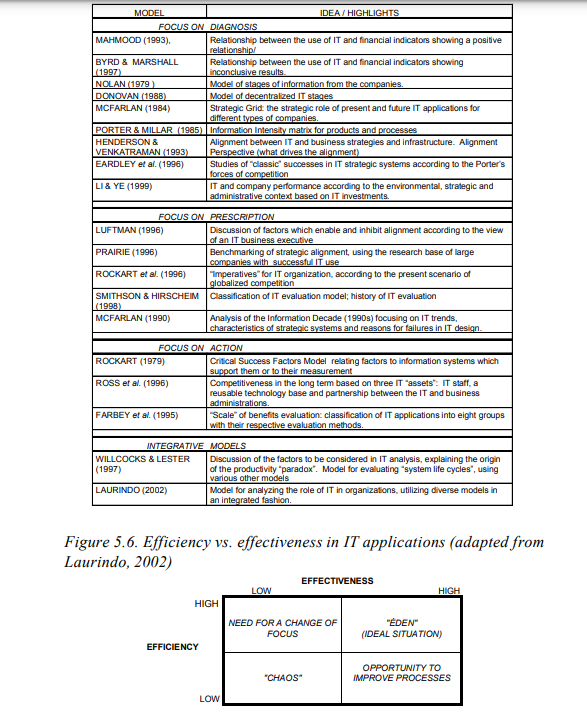 MODEL IDEA / HIGHLIGHTS
FOCUS ON DIAGNOSIS
MAHMOOD (1993), Relationship between the use of IT and financial indicators showing a positive
relationship/
BYRD & MARSHALL Relationship between the use of IT and financial indicators showing
(1997) inconclusive results.
NOLAN (1979 ) Model of stages of information from the companies.
DONOVAN (1988) Model of decentralized IT stages
MCFARLAN (1984) Strategic Grid: the strategic role of present and future IT applications for
different types of companies.
PORTER & MILLAR (1985) Information Intensity matrix for products and processes
HENDERSON & Alignment between IT and business strategies and infrastructure. Alignment
VENKATRAMAN (1993) Perspective (what drives the alignment)
EARDLEY et al. (1996) Studies of "classic" successes in IT strategic systems according to the Porter's
forces of competition
LI & YE (1999) IT and company performance according to the environmental, strategic and
administrative context based on IT investments.
FOCUS ON PRESCRIPTION
LUFTMAN (1996) Discussion of factors which enable and inhibit alignment according to the view
of an IT business executive
PRAIRIE (1996) Benchmarking of strategic alignment, using the research base of large
companies with successful IT use
ROCKART et al. (1996) "Imperatives" for IT organization, according to the present scenario of
globalized competition
SMITHSON & HIRSCHEIM Classification of IT evaluation model; history of IT evaluation
(1998)
MCFARLAN (1990) Analysis of the Information Decade (1990s) focusing on IT trends,
characteristics of strategic systems and reasons for failures in IT design.
FOCUS ON ACTION
ROCKART (1979) Critical Success Factors Model relating factors to information systems which
support them or to their measurement
ROSS et al. (1996) Competitiveness in the long term based on three IT "assets": IT staff, a
reusable technology base and partnership between the IT and business
administrations.
FARBEY et al. (1995) "Scale" of benefits evaluation: classification of IT applications into eight groups
with their respective evaluation methods.
INTEGRATIVE MODELS
WILLCOCKS & LESTER Discussion of the factors to be considered in IT analysis, explaining the origin
(1997) of the productivity "paradox". Model for evaluating "system life cycles", using
various other models
LAURINDO (2002) Model for analyzing the role of IT in organizations, utilizing diverse models in
an integrated fashion.
Figure 5.6. Efficiency vs. effectiveness in IT applications (adapted from
Laurindo, 2002)
EFFECTIVENESS
LOW HIGH
HIGH
NEED FOR A CHANGE OF
FOCUS
"ÉDEN"
(IDEAL SITUATION)
EFFICIENCY
"CHAOS"
OPPORTUNITY TO
IMPROVE PROCESSES
LOW